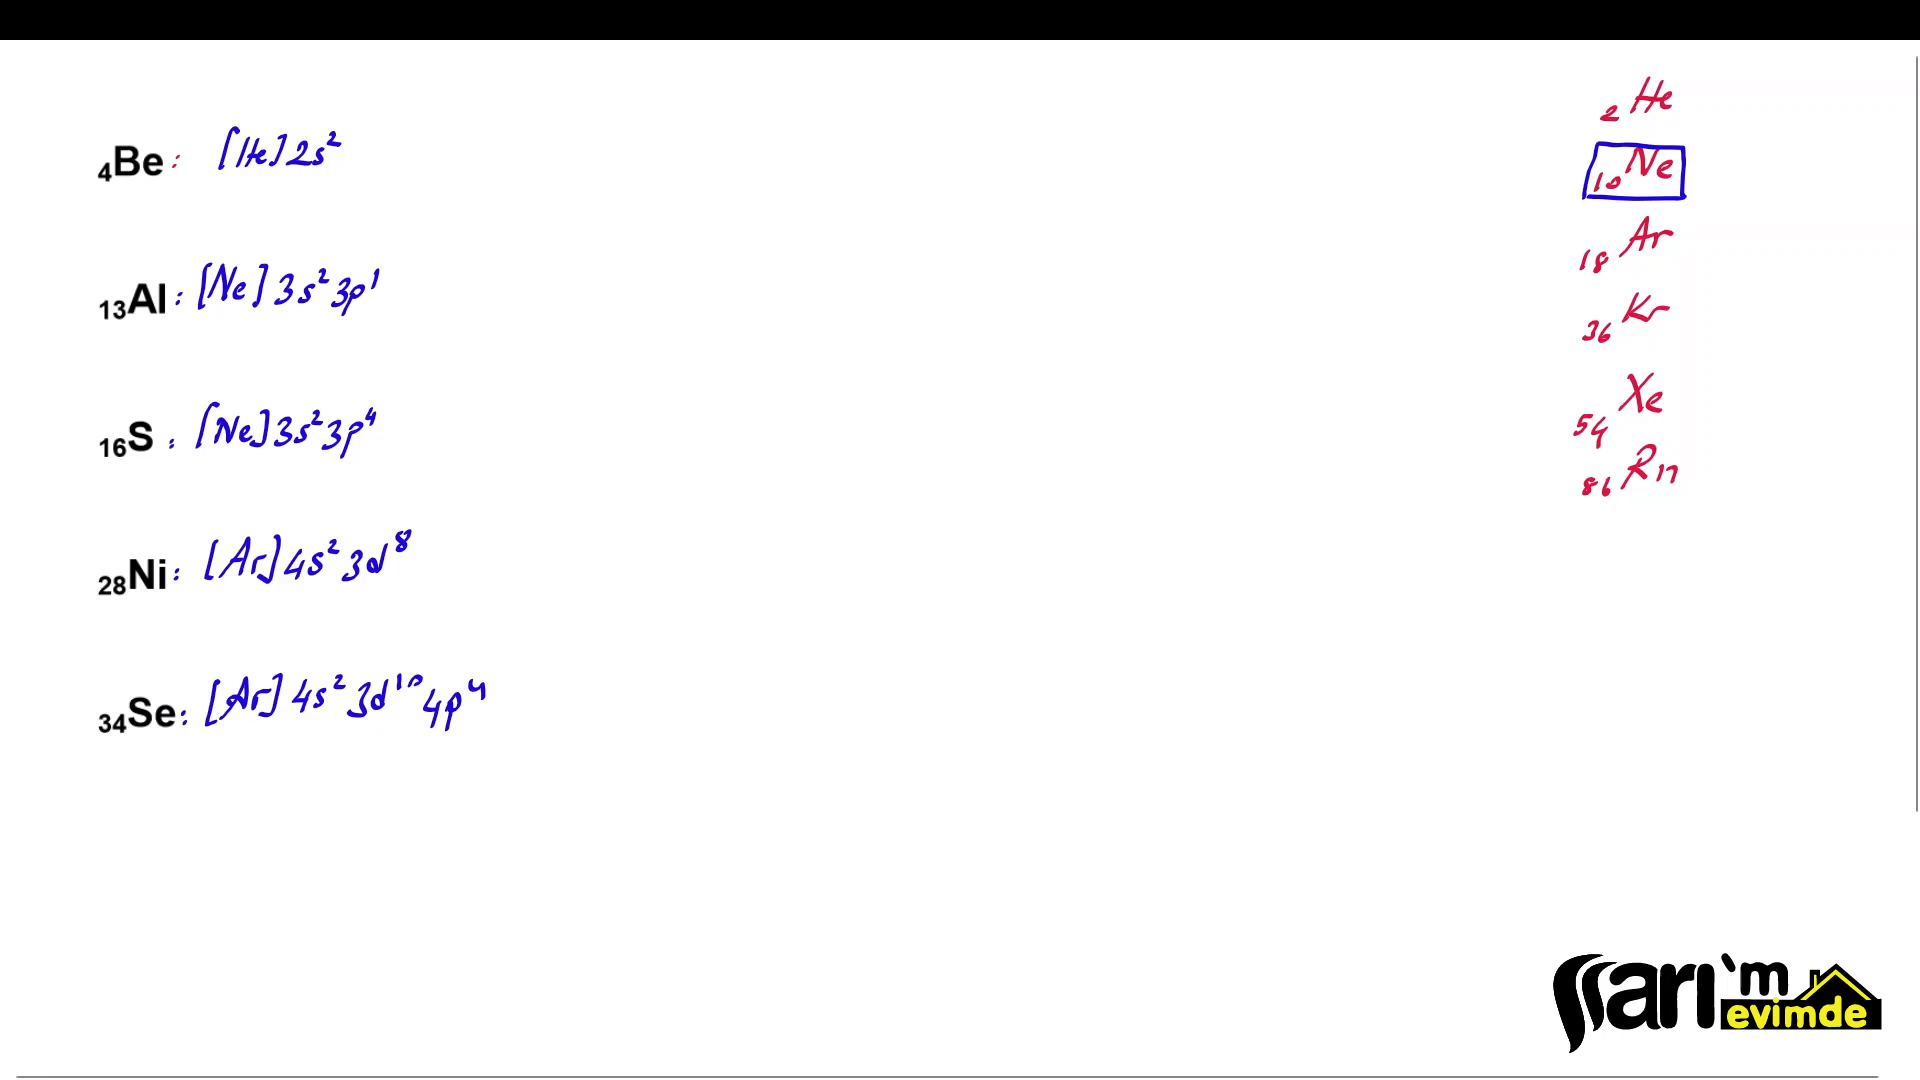 ₄Be : [He] 2s²
₁₃Al : [Ne] 3s² 3p¹
₁₆S : [Ne] 3s² 3p⁴
₂₈Ni : [Ar] 4s² 3d⁸
₃₄Se : [Ar] 4s² 3d¹⁰ 4p⁴
₂He
₁₀Ne
₁₈Ar
₃₆Kr
₅₄Xe
₈₆Rn
sarı'm
evimde